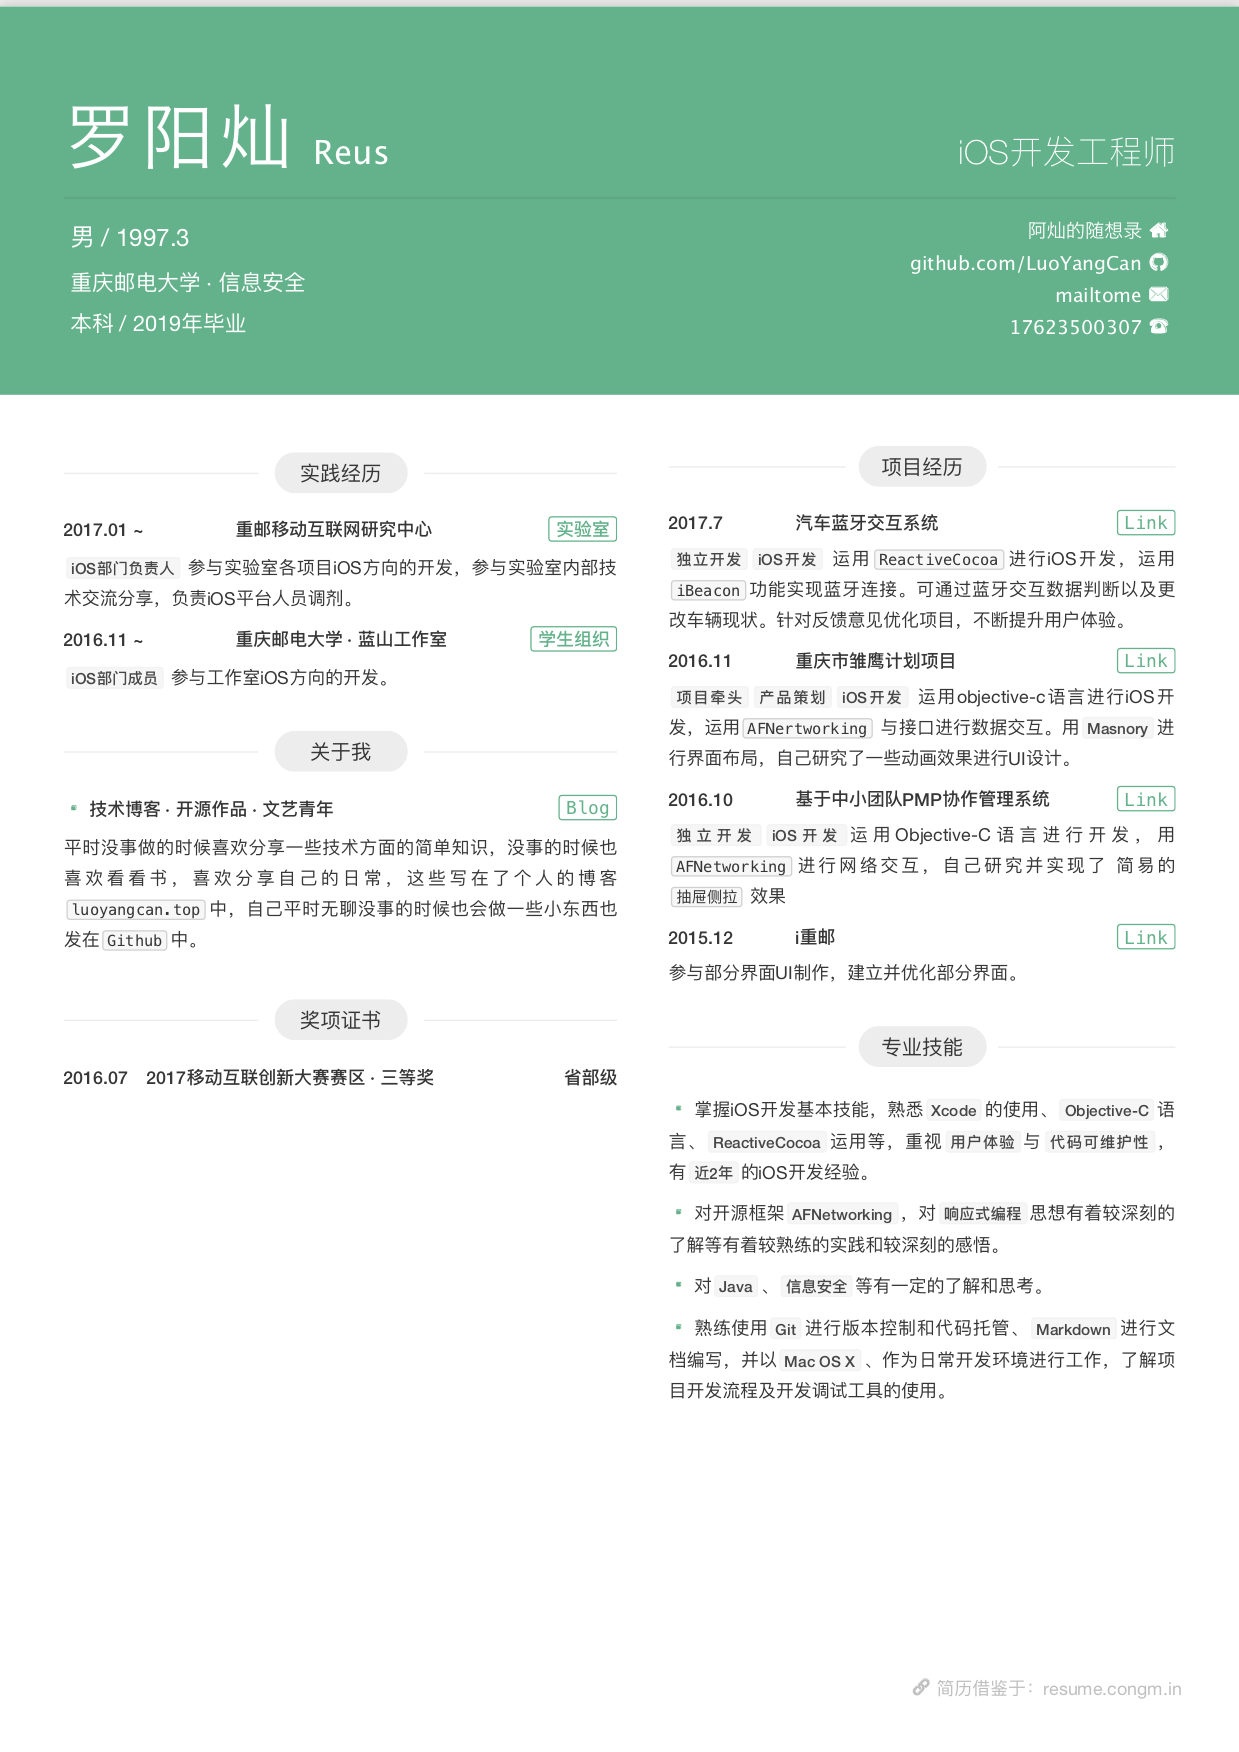 罗阳灿 Reus
iOS开发工程师
男 / 1997.3
重庆邮电大学 · 信息安全
本科 / 2019年毕业
阿灿的随想录
github.com/LuoYangCan
mailtome
17623500307
实践经历
2017.01 ~ 重邮移动互联网研究中心 实验室
iOS部门负责人 参与实验室各项目iOS方向的开发，参与实验室内部技
术交流分享，负责iOS平台人员调剂。
2016.11 ~ 重庆邮电大学 · 蓝山工作室 学生组织
iOS部门成员 参与工作室iOS方向的开发。
关于我
技术博客 · 开源作品 · 文艺青年 Blog
平时没事做的时候喜欢分享一些技术方面的简单知识，没事的时候也
喜欢看看书，喜欢分享自己的日常，这些写在了个人的博客
luoyangcan.top 中，自己平时无聊没事的时候也会做一些小东西也
发在 Github 中。
奖项证书
2016.07 2017移动互联创新大赛赛区 · 三等奖 省部级
项目经历
2017.7 汽车蓝牙交互系统 Link
独立开发 iOS开发 运用 ReactiveCocoa 进行iOS开发，运用
iBeacon 功能实现蓝牙连接。可通过蓝牙交互数据判断以及更
改车辆现状。针对反馈意见优化项目，不断提升用户体验。
2016.11 重庆市雏鹰计划项目 Link
项目牵头 产品策划 iOS开发 运用objective-c语言进行iOS开
发，运用 AFNertworking 与接口进行数据交互。用 Masnory 进
行界面布局，自己研究了一些动画效果进行UI设计。
2016.10 基于中小团队PMP协作管理系统 Link
独立开发 iOS开发 运用Objective-C语言进行开发，用
AFNetworking 进行网络交互，自己研究并实现了 简易的
抽屉侧拉 效果
2015.12 i重邮 Link
参与部分界面UI制作，建立并优化部分界面。
专业技能
掌握iOS开发基本技能，熟悉 Xcode 的使用、 Objective-C 语
言、 ReactiveCocoa 运用等，重视 用户体验 与 代码可维护性 ，
有 近2年 的iOS开发经验。
对开源框架 AFNetworking ，对 响应式编程 思想有着较深刻的
了解等有着较熟练的实践和较深刻的感悟。
对 Java 、 信息安全 等有一定的了解和思考。
熟练使用 Git 进行版本控制和代码托管、 Markdown 进行文
档编写，并以 Mac OS X 、作为日常开发环境进行工作，了解项
目开发流程及开发调试工具的使用。
简历借鉴于：resume.congm.in